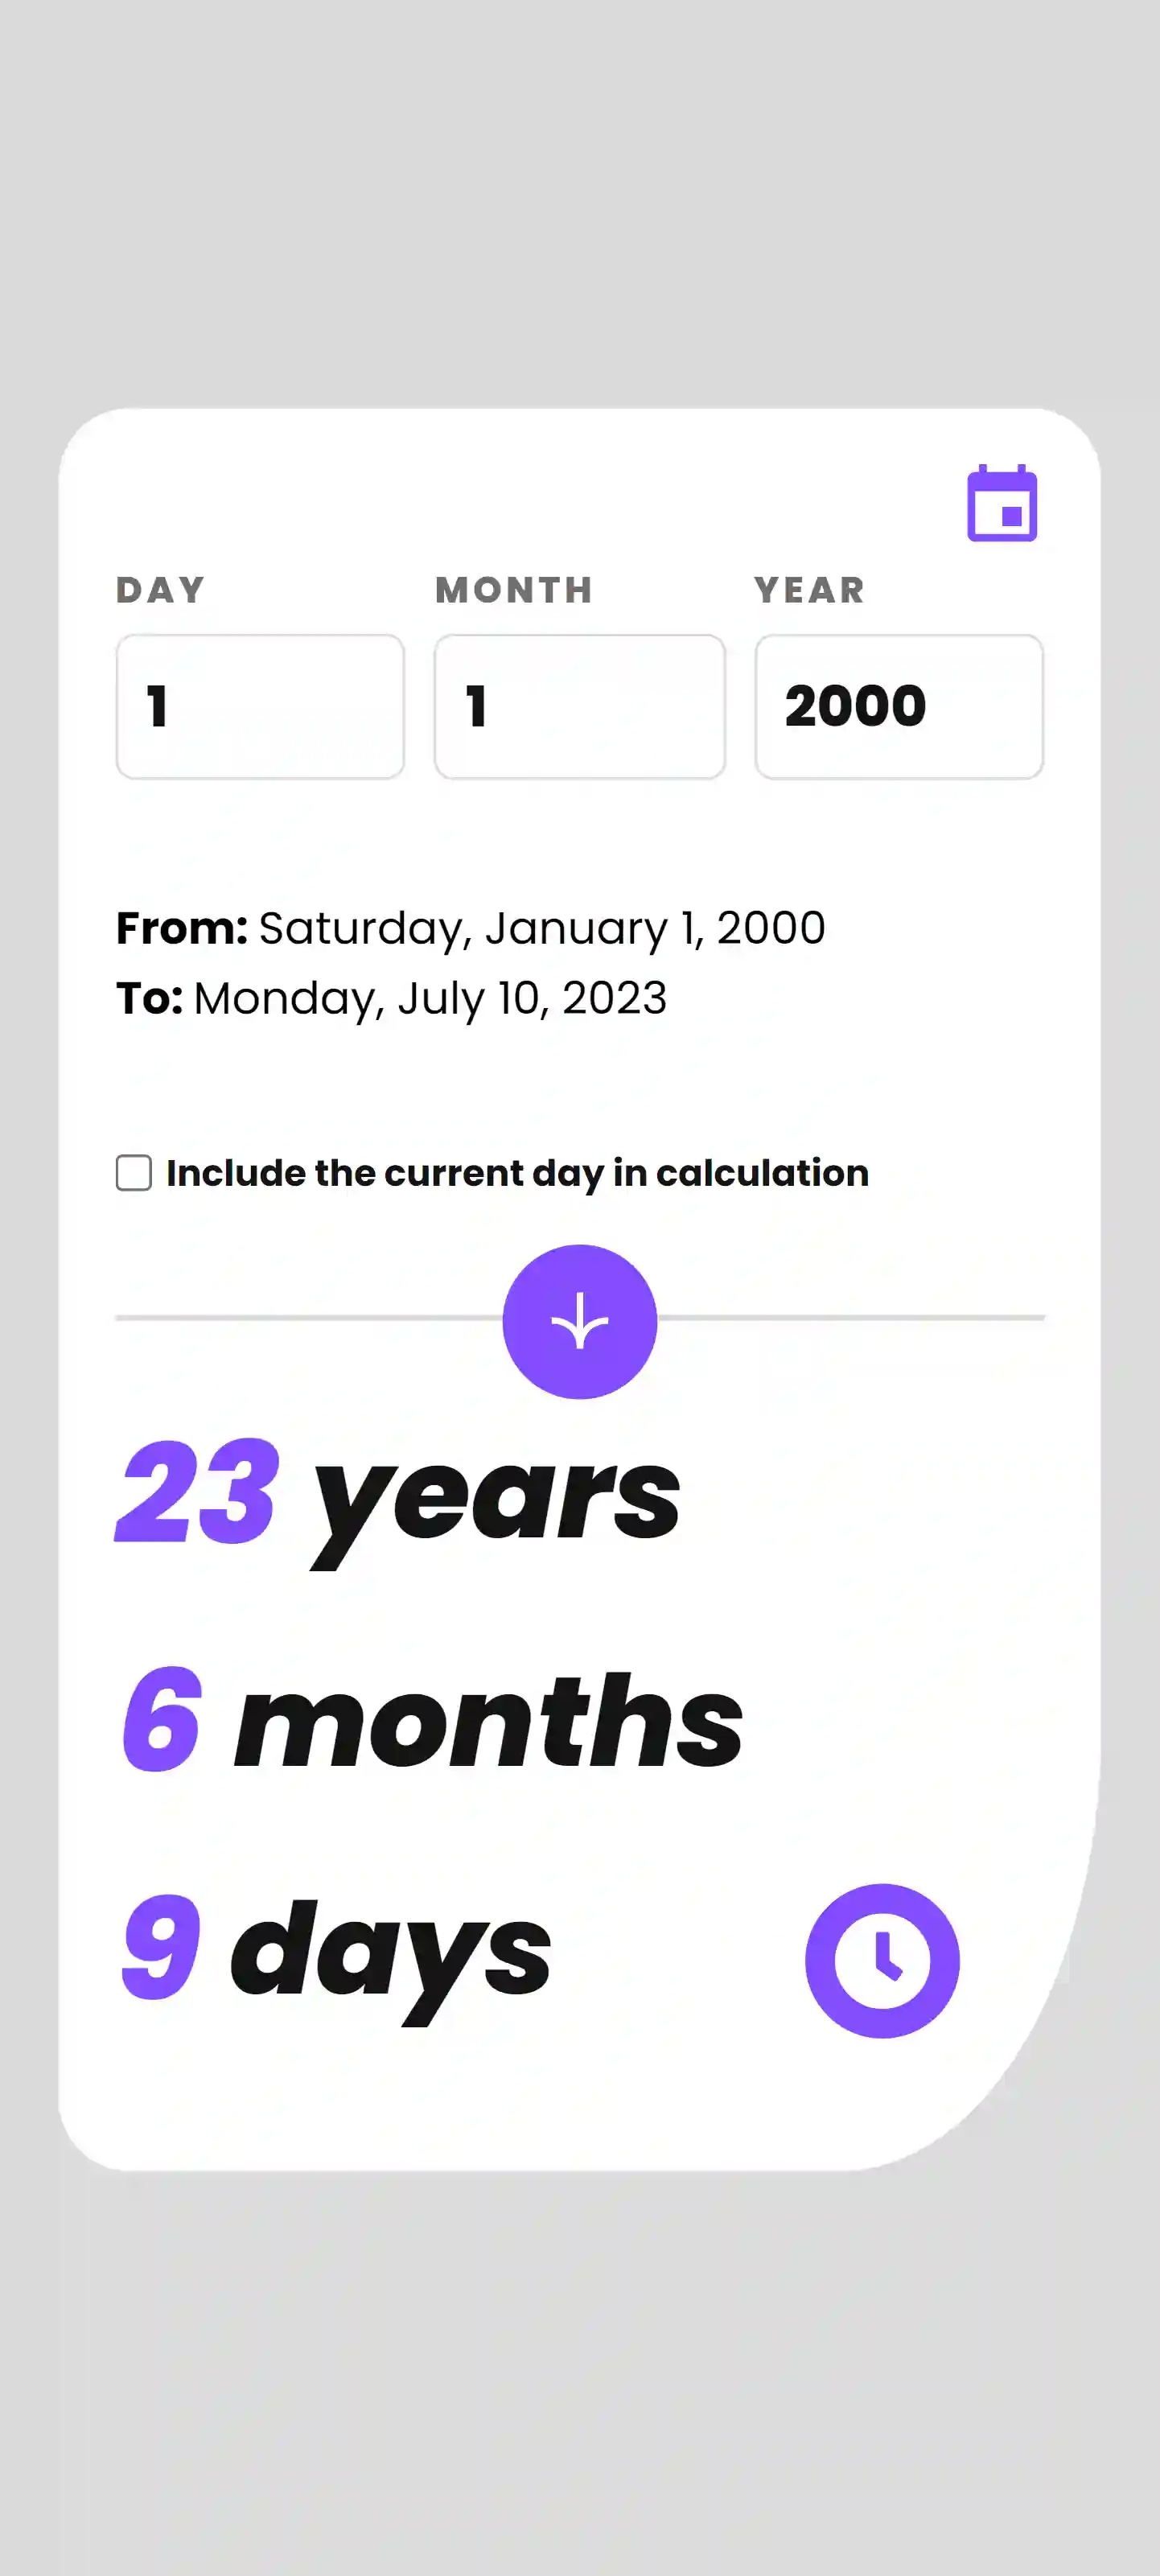 DAY MONTH YEAR
1 1 2000
From: Saturday, January 1, 2000
To: Monday, July 10, 2023
Include the current day in calculation
23 years
6 months
9 days